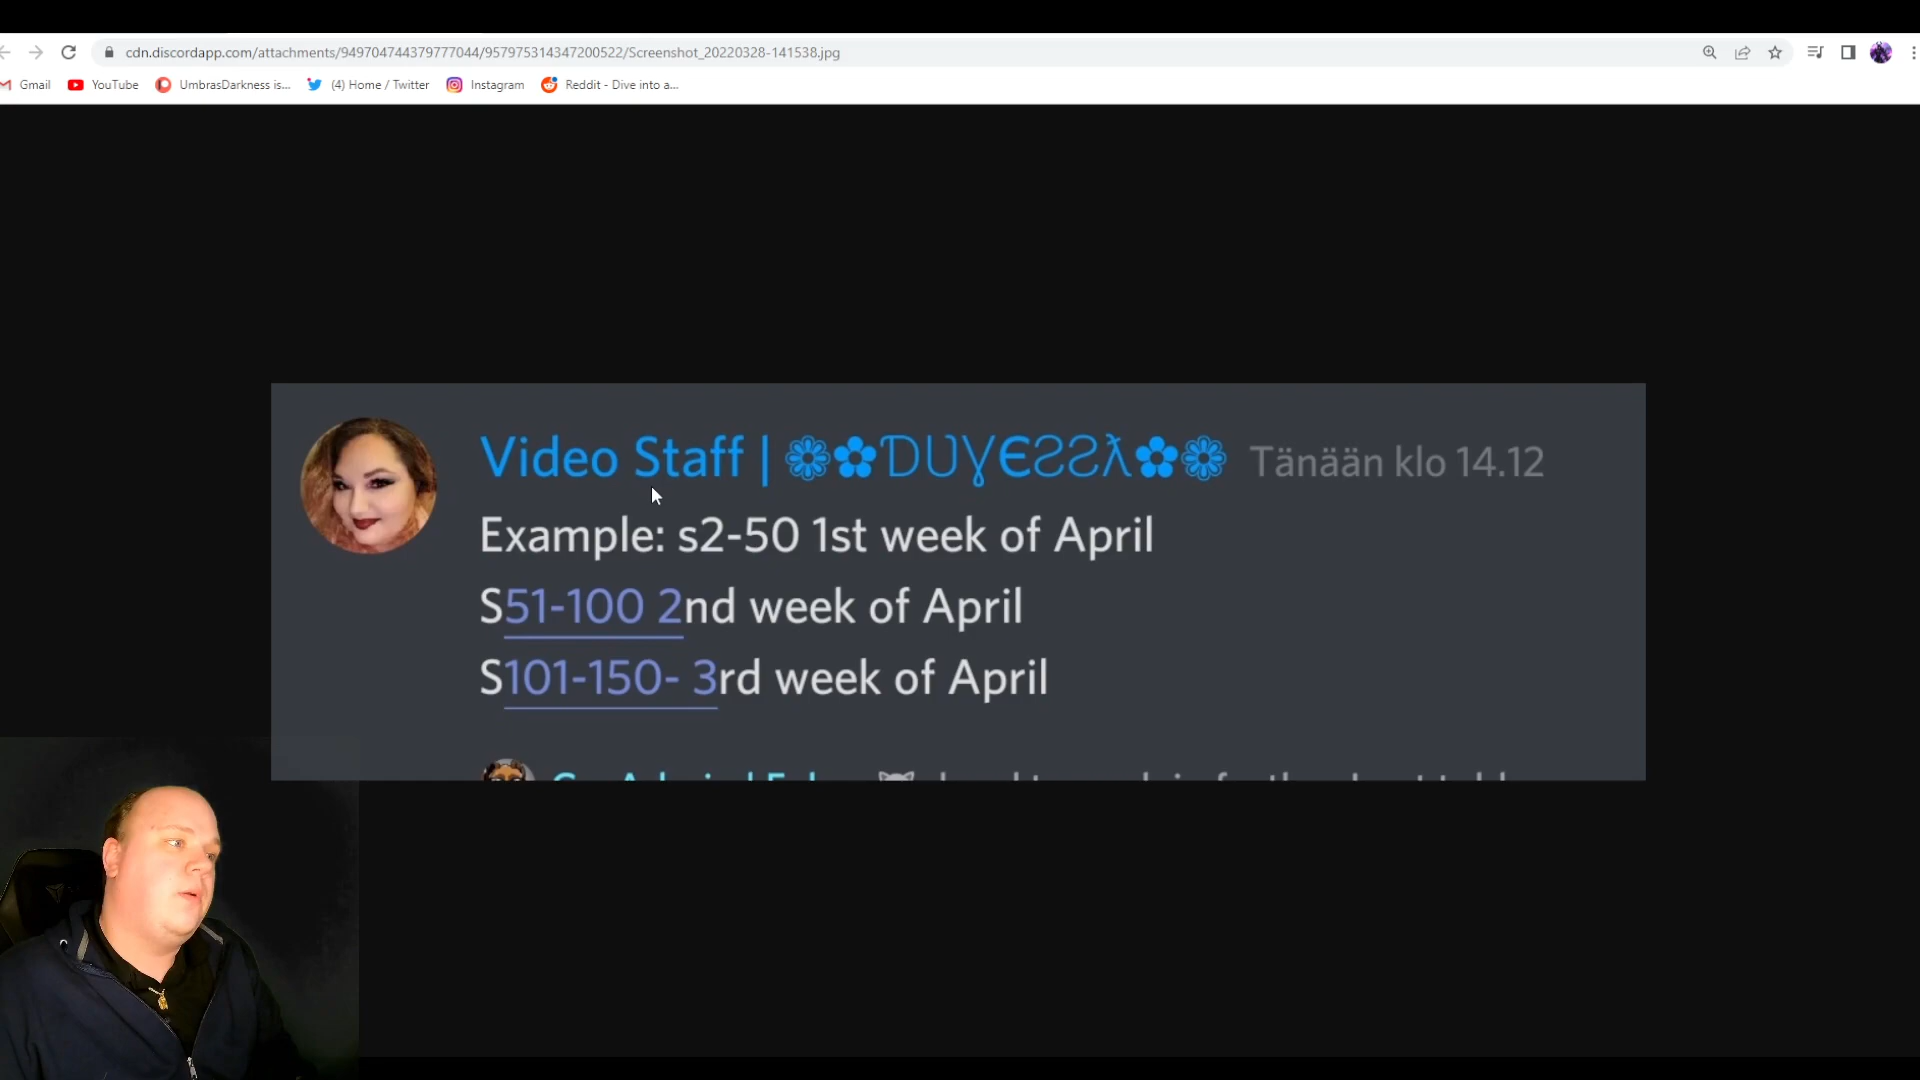 cdn.discordapp.com/attachments/949704744379777044/957975314347200522/Screenshot_20220328-141538.jpg
Gmail YouTube UmbrasDarkness is... (4) Home / Twitter Instagram Reddit - Dive into a...
Video Staff | ❁✿ƊUƔЄƧƧƛ✿❁ Tänään klo 14.12
Example: s2-50 1st week of April
S51-100 2nd week of April
S101-150- 3rd week of April